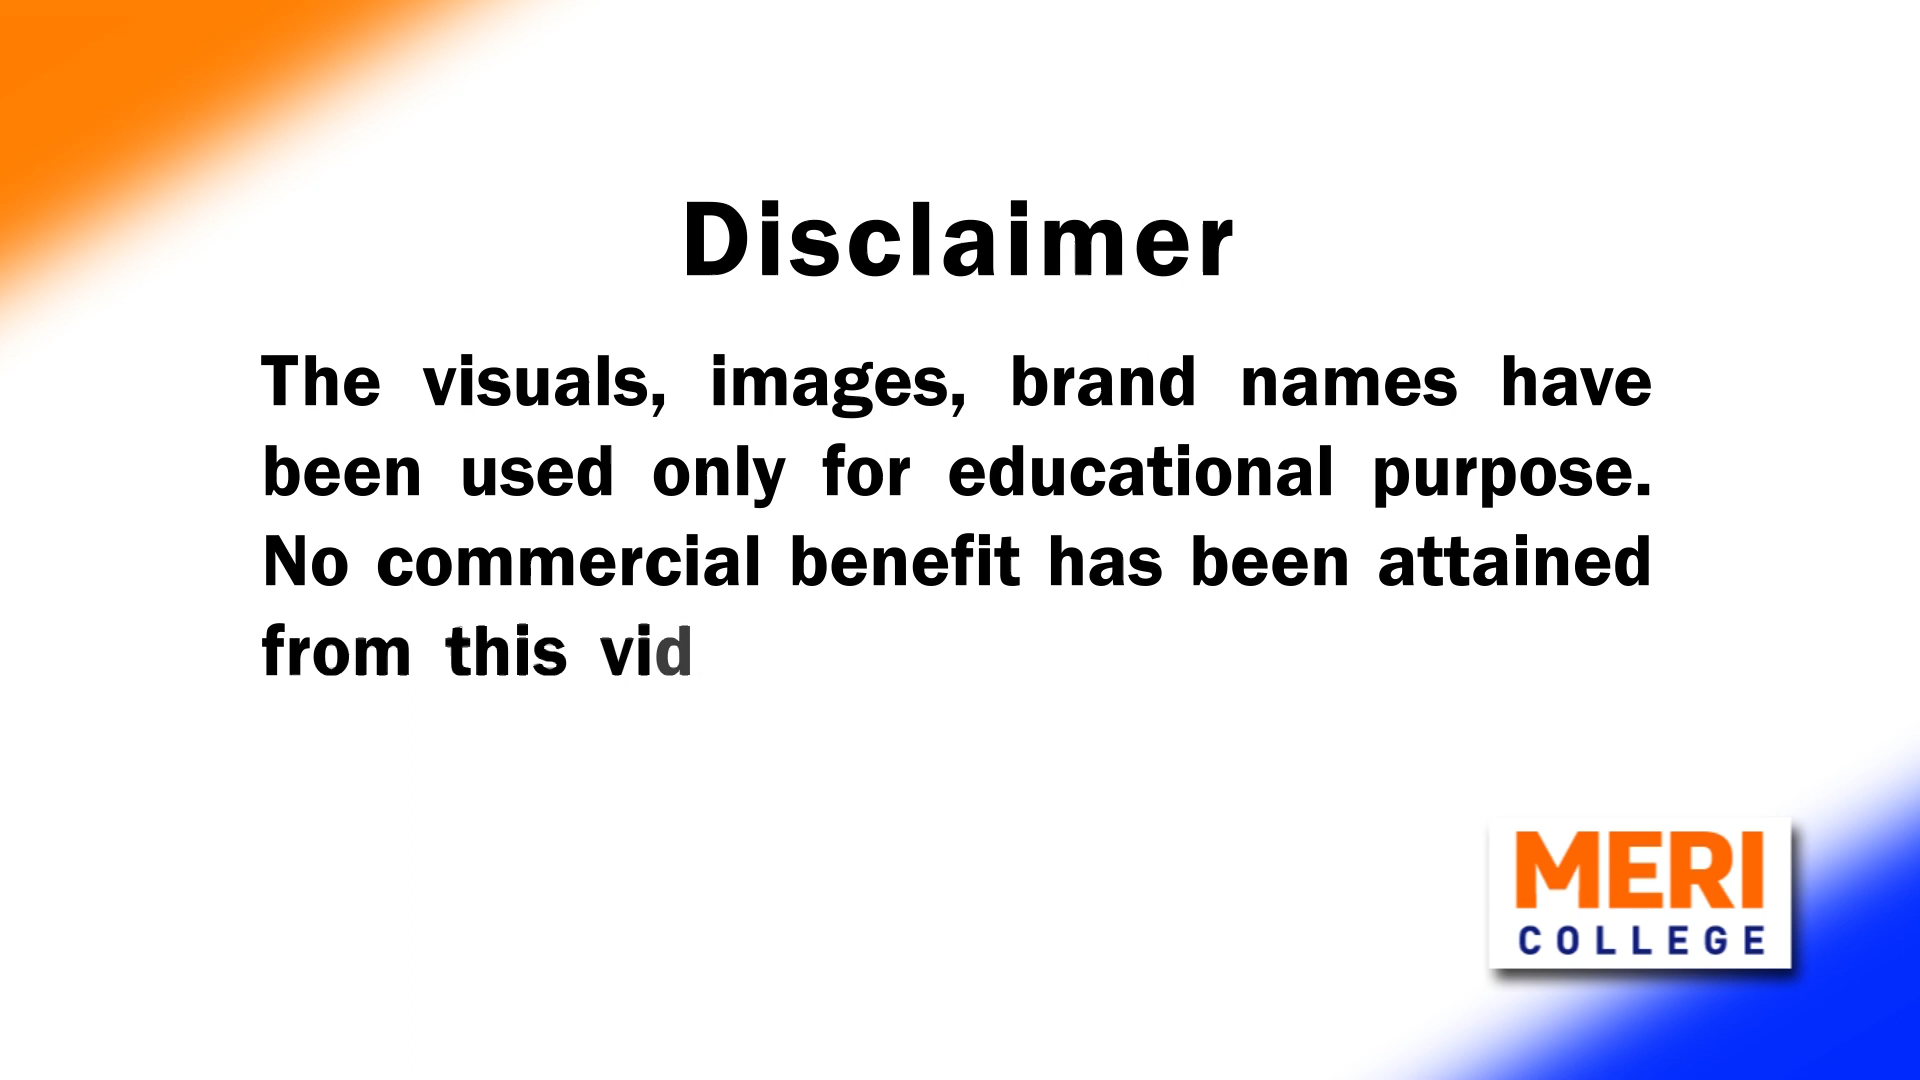 Disclaimer
The visuals, images, brand names have
been used only for educational purpose.
No commercial benefit has been attained
from this vid
MERI
COLLEGE